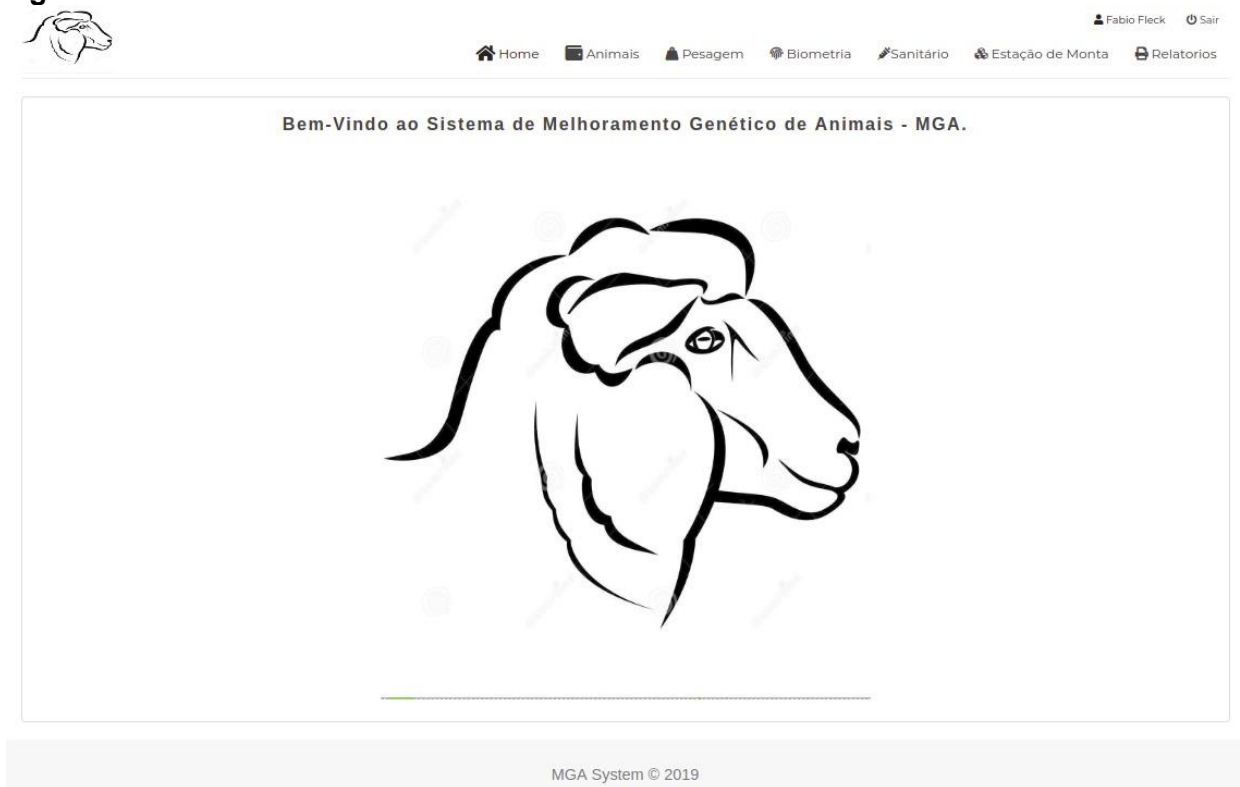 Fabio Fleck Sair
Home Animais Pesagem Biometria Sanitário Estação de Monta Relatorios
Bem-Vindo ao Sistema de Melhoramento Genético de Animais - MGA.
MGA System © 2019